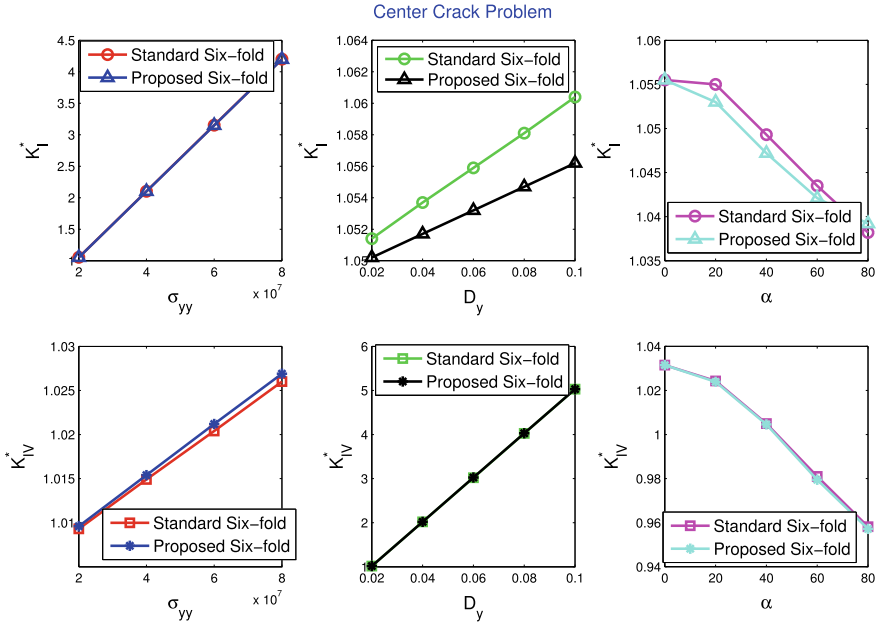 Center Crack Problem
4.5
4
3.5
3
2.5
2
1.5
1
K*I
Standard Six−fold
Proposed Six−fold
2 4 6 8
x 10^7
σyy
1.064
1.062
1.06
1.058
1.056
1.054
1.052
1.05
K*I
Standard Six−fold
Proposed Six−fold
0.02 0.04 0.06 0.08 0.1
Dy
1.06
1.055
1.05
1.045
1.04
1.035
K*I
Standard Six−fold
Proposed Six−fold
0 20 40 60 80
α
1.03
1.025
1.02
1.015
1.01
K*IV
Standard Six−fold
Proposed Six−fold
2 4 6 8
x 10^7
σyy
6
5
4
3
2
1
K*IV
Standard Six−fold
Proposed Six−fold
0.02 0.04 0.06 0.08 0.1
Dy
1.04
1.02
1
0.98
0.96
0.94
K*IV
Standard Six−fold
Proposed Six−fold
0 20 40 60 80
α